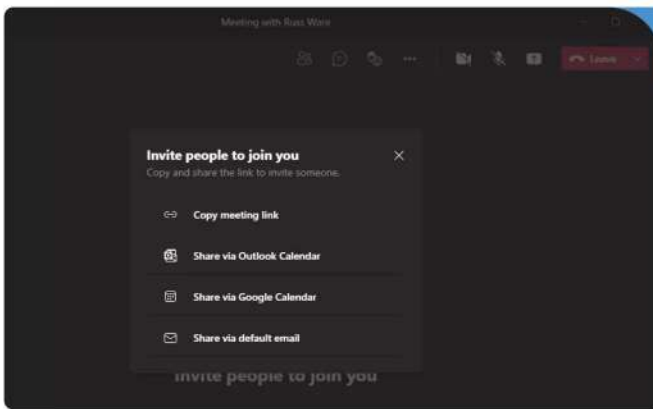 Meeting with Russ Ware
Leave
Invite people to join you
Copy and share the link to invite someone.
Copy meeting link
Share via Outlook Calendar
Share via Google Calendar
Share via default email
Invite people to join you